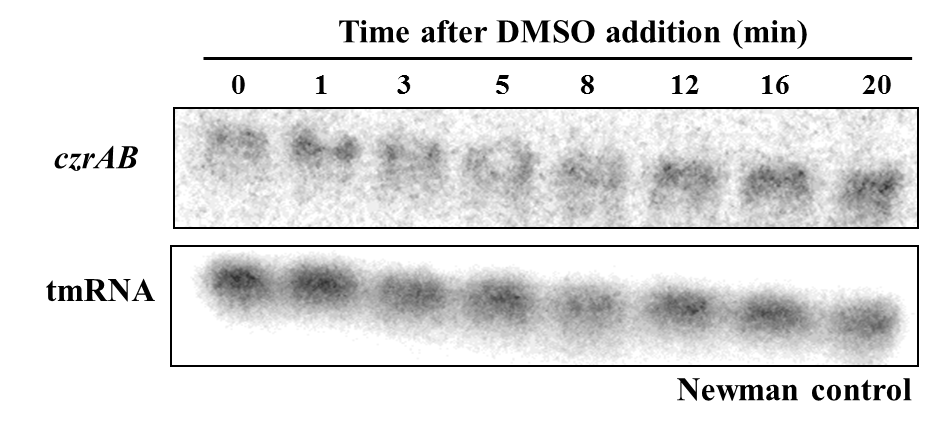 Time after DMSO addition (min)
0 1 3 5 8 12 16 20
czrAB
tmRNA
Newman control